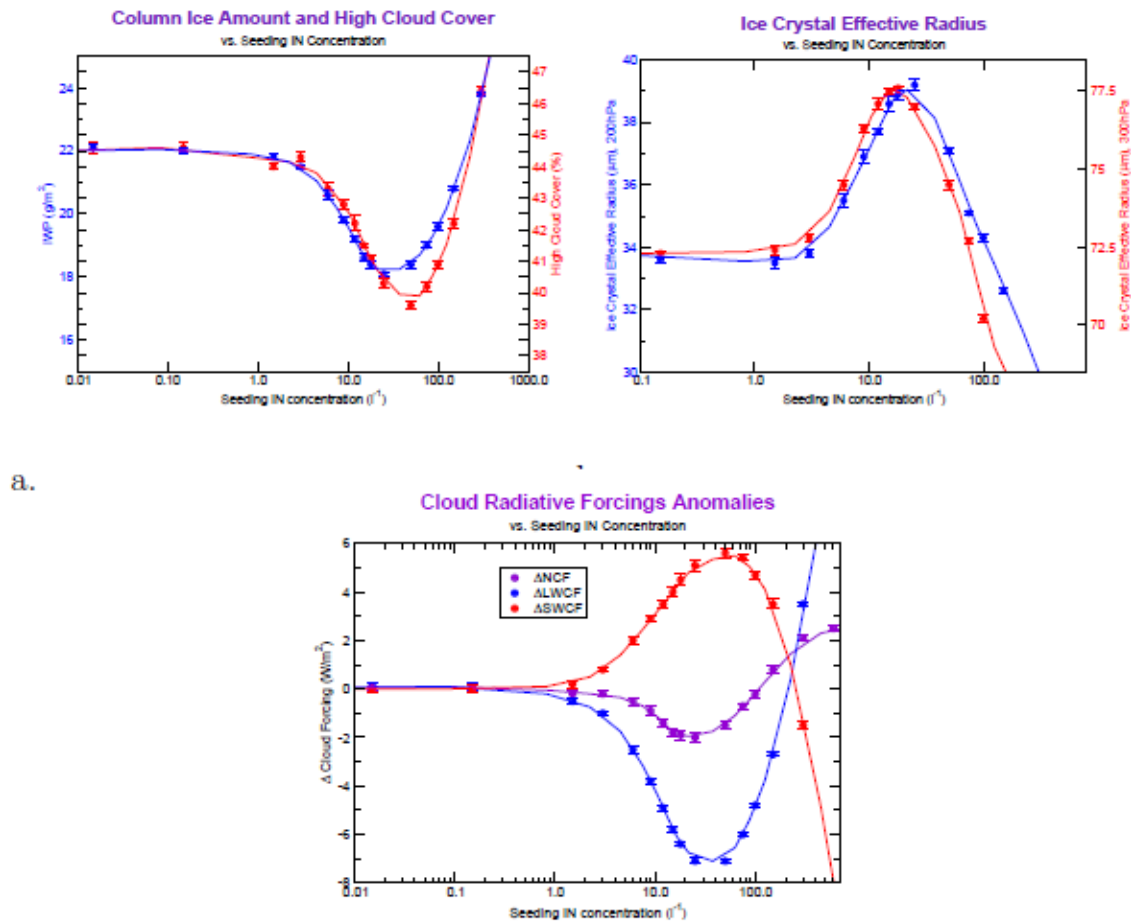 Column Ice Amount and High Cloud Cover
vs. Seeding IN Concentration
IWP (g/m²)
24
22
20
18
16
High Cloud Cover (%)
47
46
45
44
43
42
41
40
39
38
0.01
0.10
1.0
10.0
100.0
1000.0
Seeding IN concentration (l⁻¹)
Ice Crystal Effective Radius
vs. Seeding IN Concentration
Ice Crystal Effective Radius (µm), 200hPa
40
38
36
34
32
30
Ice Crystal Effective Radius (µm), 300hPa
77.5
75
72.5
70
0.1
1.0
10.0
100.0
Seeding IN concentration (l⁻¹)
a.
Cloud Radiative Forcings Anomalies
vs. Seeding IN Concentration
ΔNCF
ΔLWCF
ΔSWCF
Δ Cloud Forcing (W/m²)
6
4
2
0
-2
-4
-6
-8
0.01
0.1
1.0
10.0
100.0
Seeding IN concentration (l⁻¹)